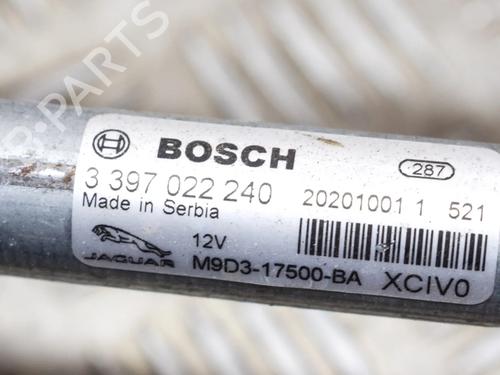 BOSCH
287
3 397 022 240
20201001 1 521
Made in Serbia
12V
JAGUAR
M9D3-17500-BA
XCIV0
PARTS